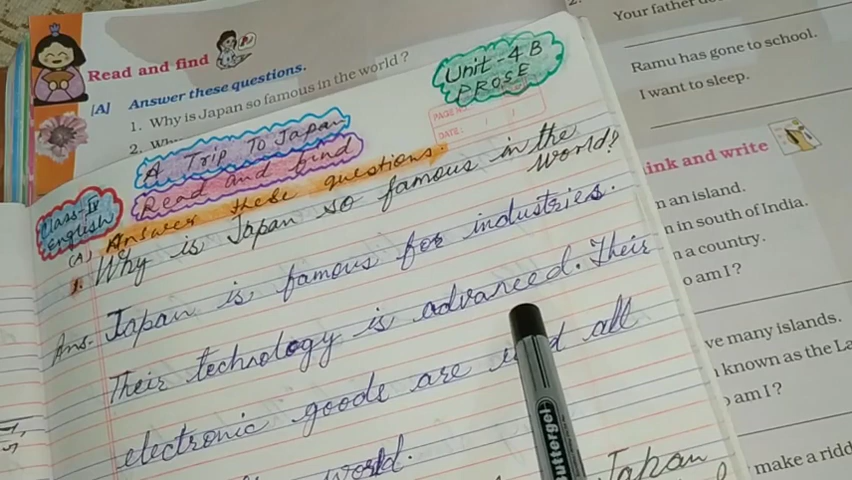 Read and find
[A] Answer these questions.
1. Why is Japan so famous in the world?
2.
Your father
Ramu has gone to school.
I want to sleep.
ink and write
n an island.
n in south of India.
n a country.
o am I?
ve many islands.
known as the La
o am I?
make a ridd
Unit-4 B
PROSE
PAGE
DATE: / /
A Trip To Japan
Read and find
Class-IV
English
(A) Answer these questions.
1. Why is Japan so famous in the
world?
Ans. Japan is famous for industries.
Their technology is advanced. Their
electronic goods are all
world.
Japan
buttergel